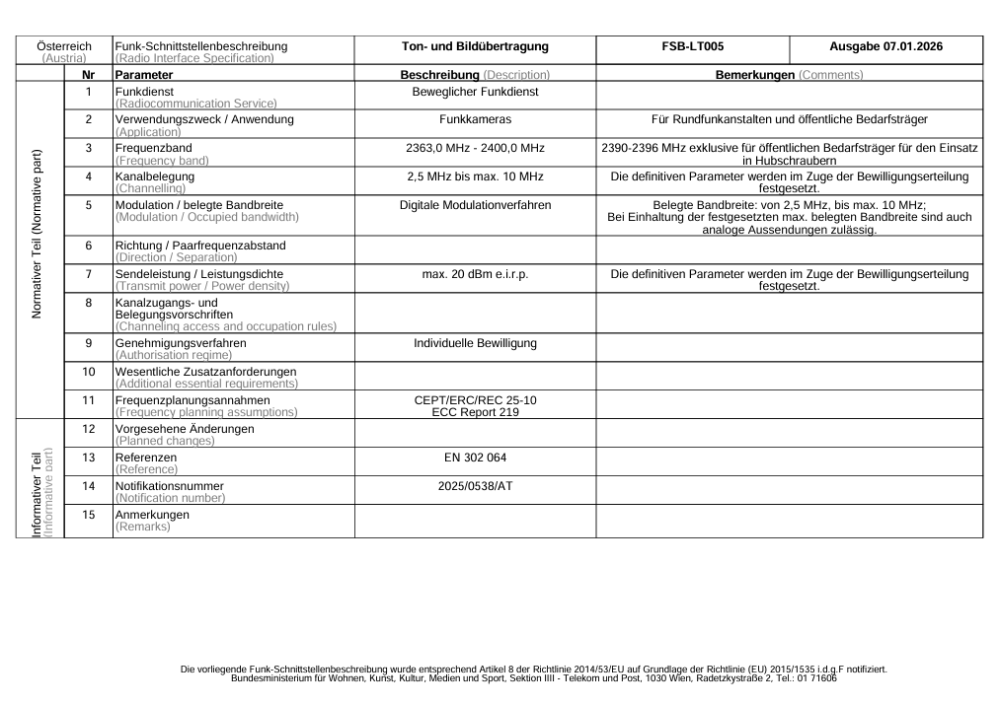 Österreich
(Austria)
Funk-Schnittstellenbeschreibung
(Radio Interface Specification)
Ton- und Bildübertragung
FSB-LT005
Ausgabe 07.01.2026
Nr
Parameter
Beschreibung (Description)
Bemerkungen (Comments)
Normativer Teil (Normative part)
1
Funkdienst
(Radiocommunication Service)
Beweglicher Funkdienst
2
Verwendungszweck / Anwendung
(Application)
Funkkameras
Für Rundfunkanstalten und öffentliche Bedarfsträger
3
Frequenzband
(Frequency band)
2363,0 MHz - 2400,0 MHz
2390-2396 MHz exklusive für öffentlichen Bedarfsträger für den Einsatz
in Hubschraubern
4
Kanalbelegung
(Channelling)
2,5 MHz bis max. 10 MHz
Die definitiven Parameter werden im Zuge der Bewilligungserteilung
festgesetzt.
5
Modulation / belegte Bandbreite
(Modulation / Occupied bandwidth)
Digitale Modulationverfahren
Belegte Bandbreite: von 2,5 MHz, bis max. 10 MHz;
Bei Einhaltung der festgesetzten max. belegten Bandbreite sind auch
analoge Aussendungen zulässig.
6
Richtung / Paarfrequenzabstand
(Direction / Separation)
7
Sendeleistung / Leistungsdichte
(Transmit power / Power density)
max. 20 dBm e.i.r.p.
Die definitiven Parameter werden im Zuge der Bewilligungserteilung
festgesetzt.
8
Kanalzugangs- und
Belegungsvorschriften
(Channeling access and occupation rules)
9
Genehmigungsverfahren
(Authorisation regime)
Individuelle Bewilligung
10
Wesentliche Zusatzanforderungen
(Additional essential requirements)
11
Frequenzplanungsannahmen
(Frequency planning assumptions)
CEPT/ERC/REC 25-10
ECC Report 219
Informativer Teil
(Informative part)
12
Vorgesehene Änderungen
(Planned changes)
13
Referenzen
(Reference)
EN 302 064
14
Notifikationsnummer
(Notification number)
2025/0538/AT
15
Anmerkungen
(Remarks)
Die vorliegende Funk-Schnittstellenbeschreibung wurde entsprechend Artikel 8 der Richtlinie 2014/53/EU auf Grundlage der Richtlinie (EU) 2015/1535 i.d.g.F notifiziert.
Bundesministerium für Wohnen, Kunst, Kultur, Medien und Sport, Sektion IIII - Telekom und Post, 1030 Wien, Radetzkystraße 2, Tel.: 01 71606